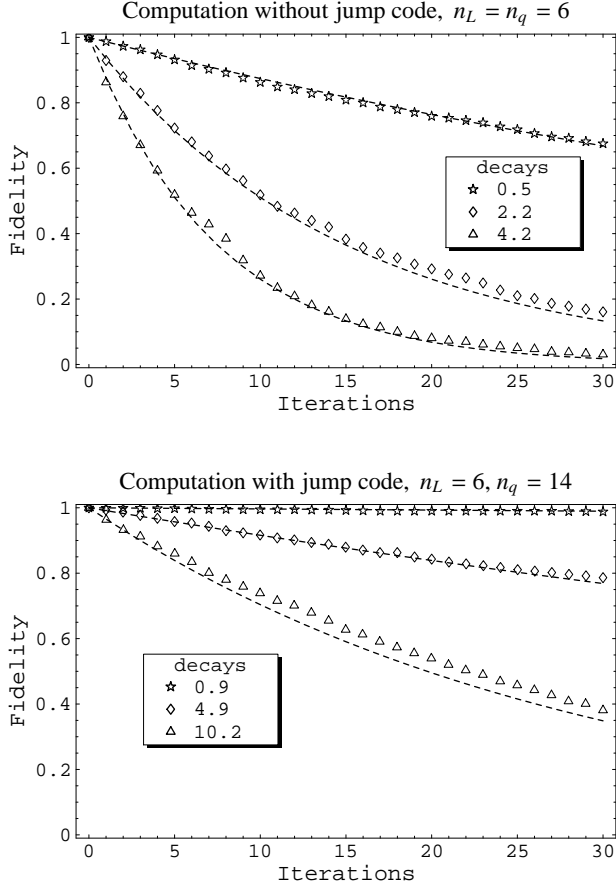 Computation without jump code, n_L = n_q = 6
1
0.8
0.6
0.4
0.2
0
Fidelity
decays
0.5
2.2
4.2
0 5 10 15 20 25 30
Iterations
Computation with jump code, n_L = 6, n_q = 14
1
0.8
0.6
0.4
0.2
0
Fidelity
decays
0.9
4.9
10.2
0 5 10 15 20 25 30
Iterations